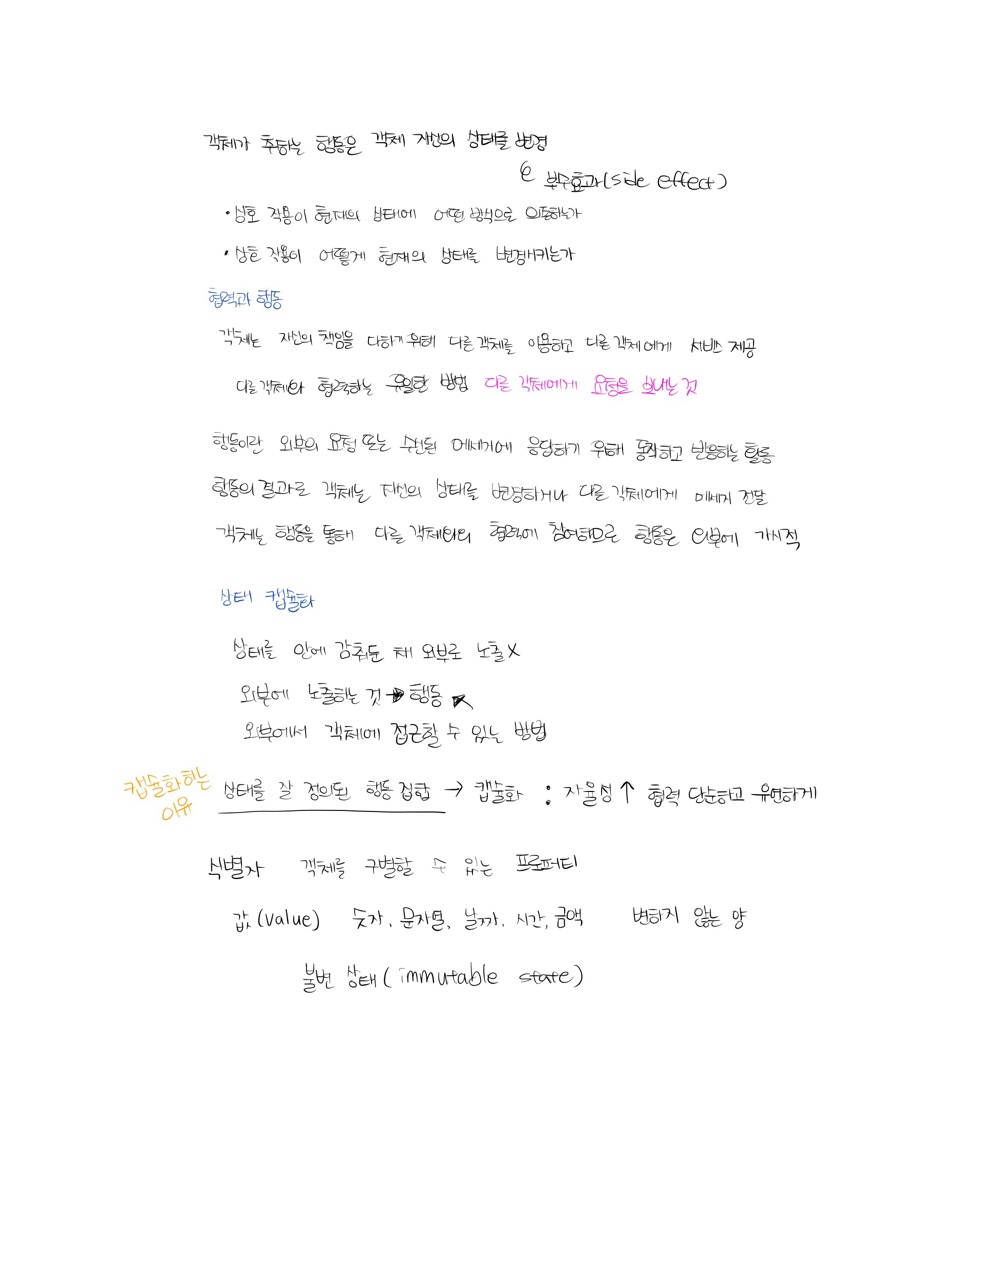 객체가 취하는 행동은 객체 자신의 상태를 변경
부수효과(side effect)
· 상호 작용이 현재의 상태에 어떤 방식으로 의존하는가
· 상호 작용이 어떻게 현재의 상태를 변경시키는가
협력과 행동
객체는 자신의 책임을 다하기 위해 다른 객체를 이용하고 다른 객체에게 서비스 제공
다른 객체와 협력하는 유일한 방법 다른 객체에게 요청을 보내는 것
행동이란 외부의 요청 또는 수신된 메세지에 응답하기 위해 동작하고 반응하는 활동
행동의 결과로 객체는 자신의 상태를 변경하거나 다른 객체에게 메세지 전달
객체는 행동을 통해 다른 객체와의 협력에 참여하므로 행동은 외부에 가시적
상태 캡슐화
상태를 안에 감춰둔 채 외부로 노출 X
외부에 노출하는 것 → 행동
외부에서 객체에 접근할 수 있는 방법
캡슐화하는
이유
상태를 잘 정의된 행동 집합 → 캡슐화 : 자율성 ↑ 협력 단순하고 유연하게
식별자 객체를 구별할 수 있는 프로퍼티
값(value) 숫자, 문자열, 날짜, 시간, 금액 변하지 않는 양
불변 상태(immutable state)